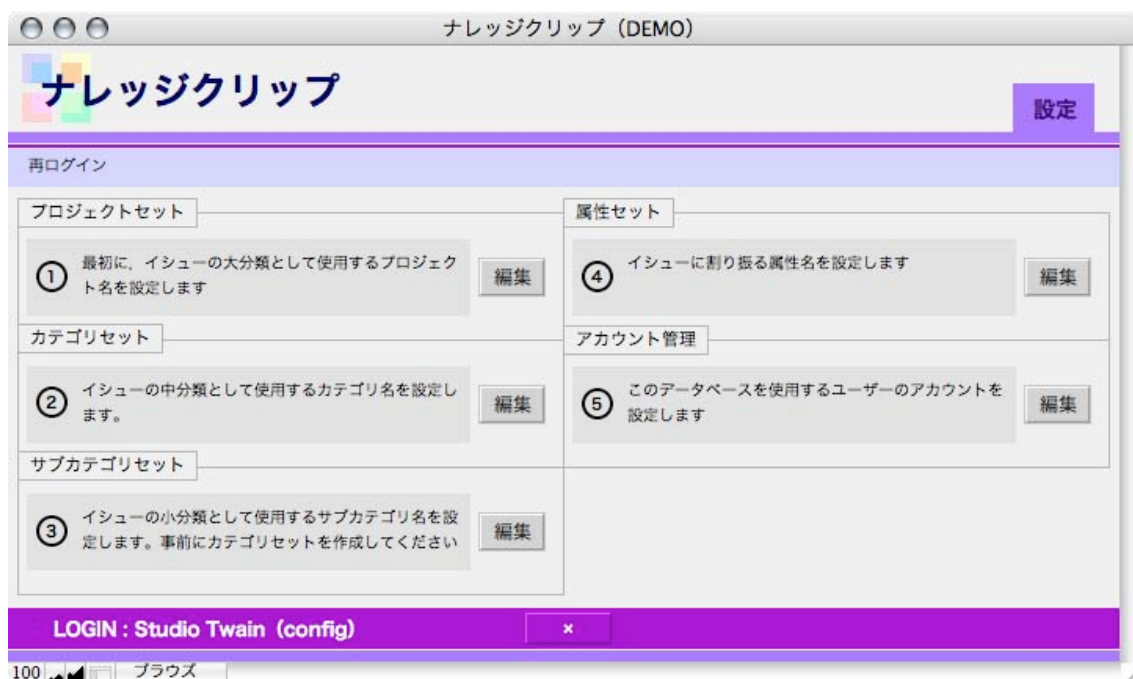 ナレッジクリップ（DEMO）
ナレッジクリップ
設定
再ログイン
プロジェクトセット
① 最初に，イシューの大分類として使用するプロジェク
ト名を設定します
編集
カテゴリセット
② イシューの中分類として使用するカテゴリ名を設定し
ます。
編集
サブカテゴリセット
③ イシューの小分類として使用するサブカテゴリ名を設
定します。事前にカテゴリセットを作成してください
編集
属性セット
④ イシューに割り振る属性名を設定します
編集
アカウント管理
⑤ このデータベースを使用するユーザーのアカウントを
設定します
編集
LOGIN : Studio Twain（config）
×
100 ブラウズ